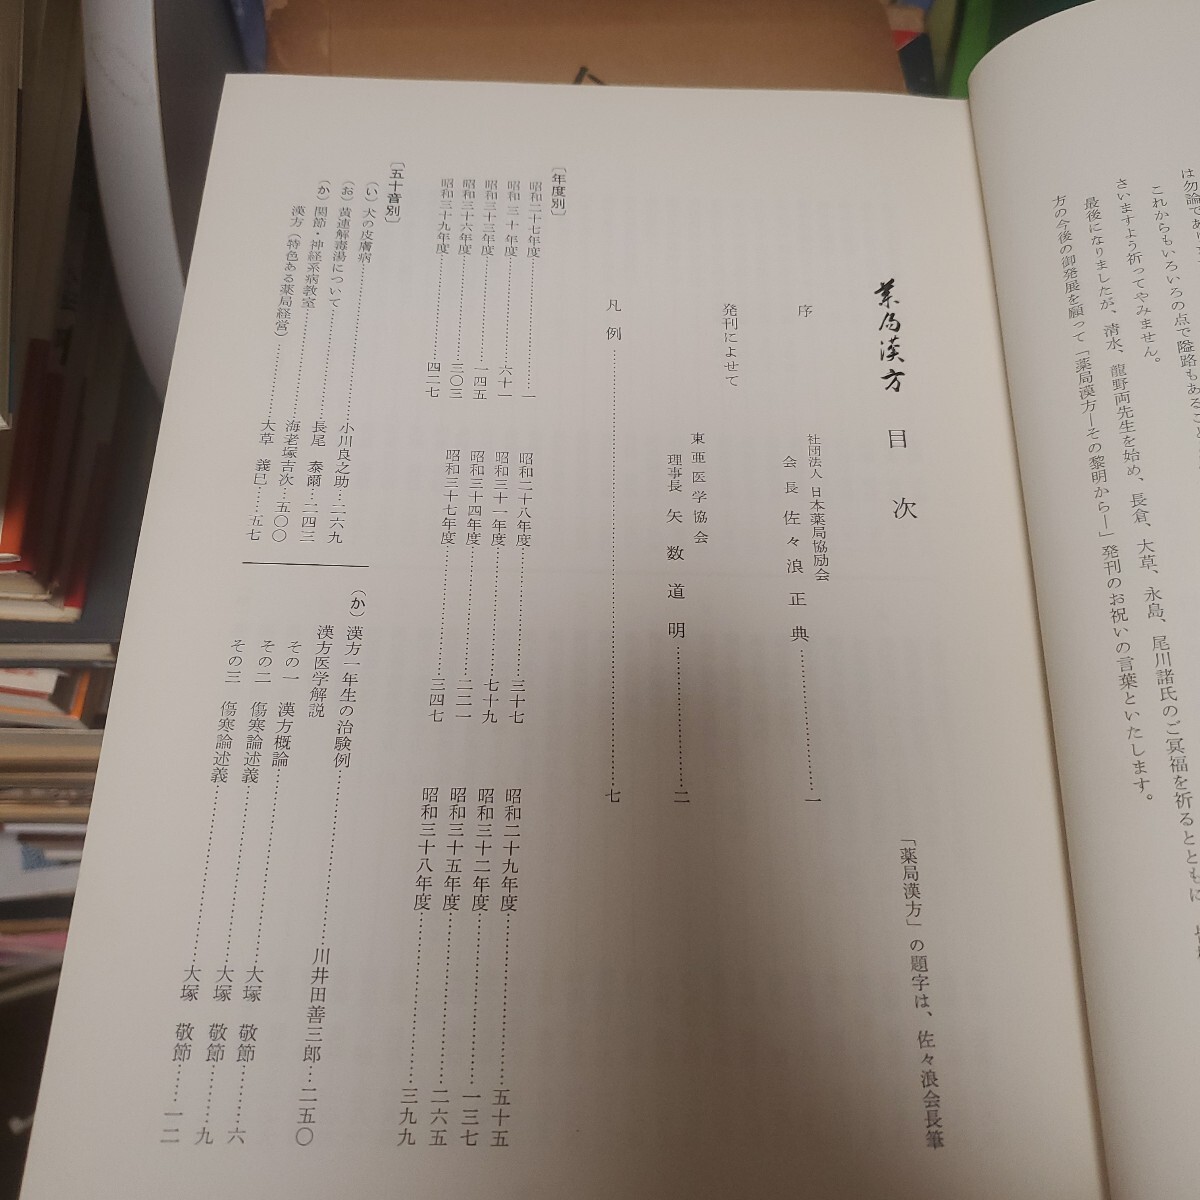 は勿論であり
これからもいろいろの点で隘路もあること
さいますよう祈ってやみません。
最後になりましたが、清水、龍野両先生を始め、長倉、大草、永島、尾川諸氏のご冥福を祈るとともに
方の今後の御発展を願って「薬局漢方―その黎明から―」発刊のお祝いの言葉といたします。
薬局漢方 目次
「薬局漢方」の題字は、佐々浪会長筆
序
社団法人 日本薬局協励会
会長 佐々浪正典…………一
発刊によせて
東亜医学協会
理事長 矢数道明…………二
凡例…………七
〔年度別〕
昭和二十七年度…………一
昭和二十八年度…………三十七
昭和二十九年度…………五十五
昭和三十年度…………六十一
昭和三十一年度…………七十九
昭和三十二年度…………一三七
昭和三十三年度…………一四五
昭和三十四年度…………二二一
昭和三十五年度…………二六五
昭和三十六年度…………三〇三
昭和三十七年度…………三四七
昭和三十八年度…………三九九
昭和三十九年度…………四二七
〔五十音別〕
（い）犬の皮膚病…………小川良之助…二六九
（お）黄連解毒湯について…………長尾 泰爾…二四三
（か）関節・神経系病教室…………海老塚吉次…五〇〇
漢方（特色ある薬局経営）…………大草 義巳…五七
（か）漢方一年生の治験例…………川井田善三郎…二五〇
漢方医学解説
その一 漢方概論…………大塚 敬節…六
その二 傷寒論述義…………大塚 敬節…九
その三 傷寒論述義…………大塚 敬節…一二